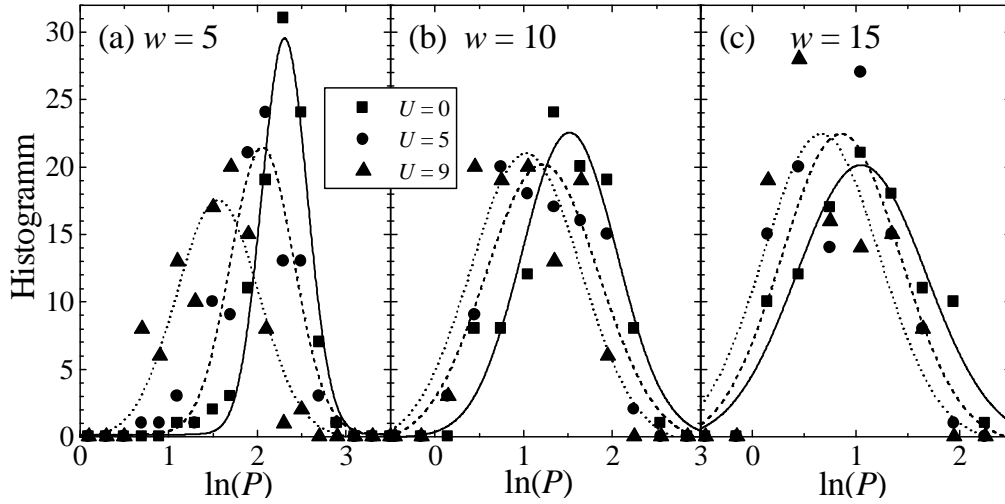 (a) w = 5
(b) w = 10
(c) w = 15
U = 0
U = 5
U = 9
Histogramm
30
25
20
15
10
5
0
0 1 2 3
0 1 2 3
0 1 2
ln(P)
ln(P)
ln(P)